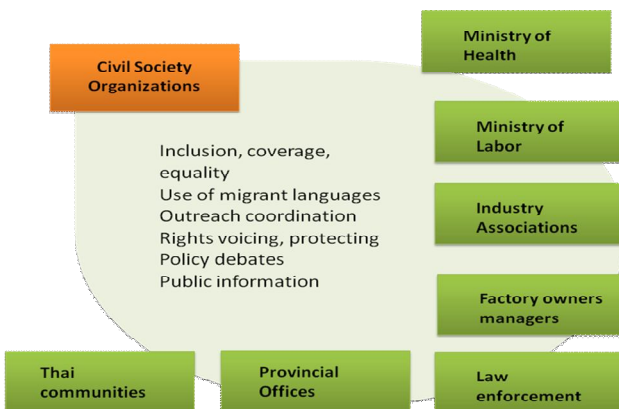 Civil Society
Organizations
Ministry of
Health
Ministry of
Labor
Inclusion, coverage,
equality
Use of migrant languages
Outreach coordination
Rights voicing, protecting
Policy debates
Public information
Industry
Associations
Factory owners
managers
Thai
communities
Provincial
Offices
Law
enforcement